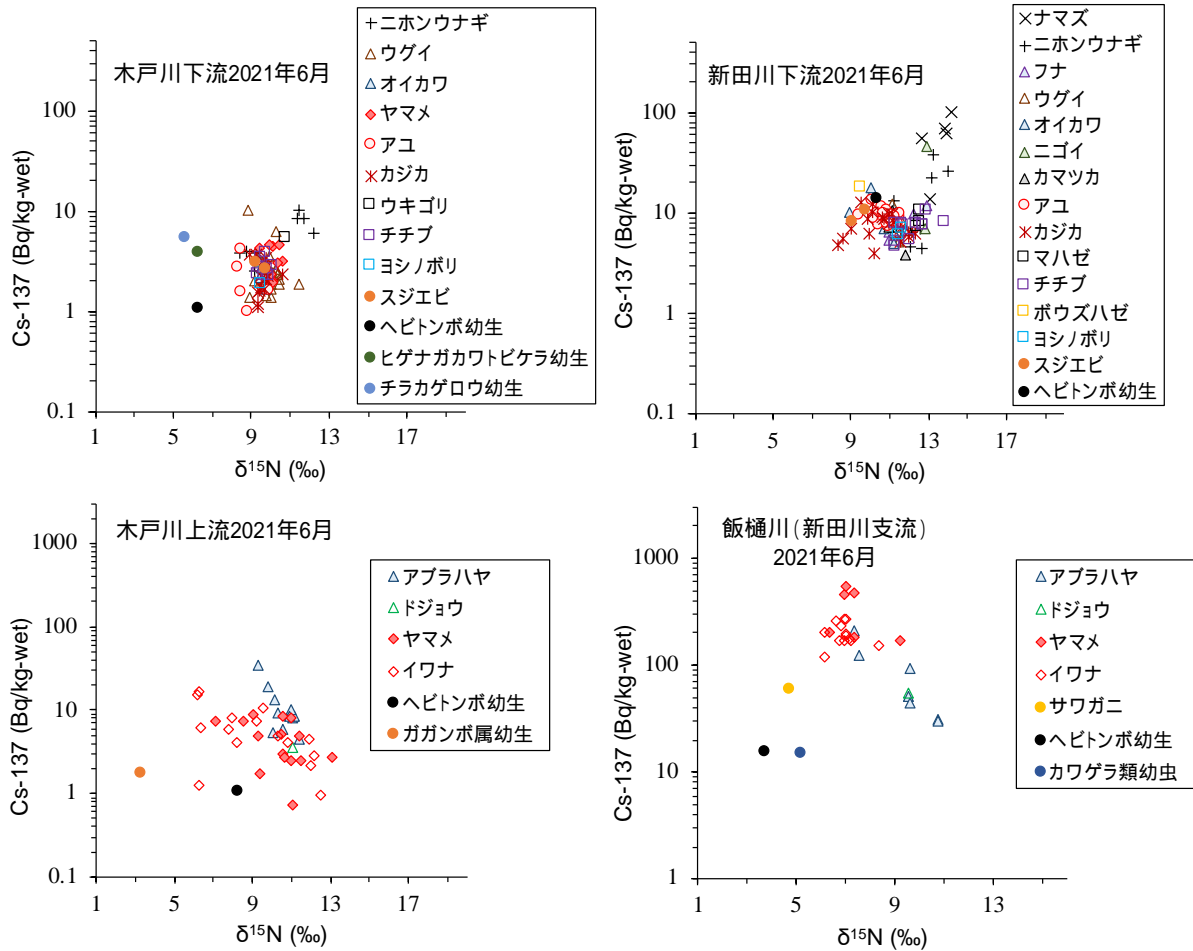 木戸川下流2021年6月
Cs-137 (Bq/kg-wet)
100
10
1
0.1
1
5
9
13
17
δ¹⁵N (‰)
ニホンウナギ
ウグイ
オイカワ
ヤマメ
アユ
カジカ
ウキゴリ
チチブ
ヨシノボリ
スジエビ
ヘビトンボ幼生
ヒゲナガカワトビケラ幼生
チラカゲロウ幼生
新田川下流2021年6月
Cs-137 (Bq/kg-wet)
100
10
1
0.1
1
5
9
13
17
δ¹⁵N (‰)
ナマズ
ニホンウナギ
フナ
ウグイ
オイカワ
ニゴイ
カマツカ
アユ
カジカ
マハゼ
チチブ
ボウズハゼ
ヨシノボリ
スジエビ
ヘビトンボ幼生
木戸川上流2021年6月
Cs-137 (Bq/kg-wet)
1000
100
10
1
0.1
1
5
9
13
17
δ¹⁵N (‰)
アブラハヤ
ドジョウ
ヤマメ
イワナ
ヘビトンボ幼生
ガガンボ属幼生
飯樋川(新田川支流)
2021年6月
Cs-137 (Bq/kg-wet)
1000
100
10
1
1
5
9
13
δ¹⁵N (‰)
アブラハヤ
ドジョウ
ヤマメ
イワナ
サワガニ
ヘビトンボ幼生
カワゲラ類幼虫